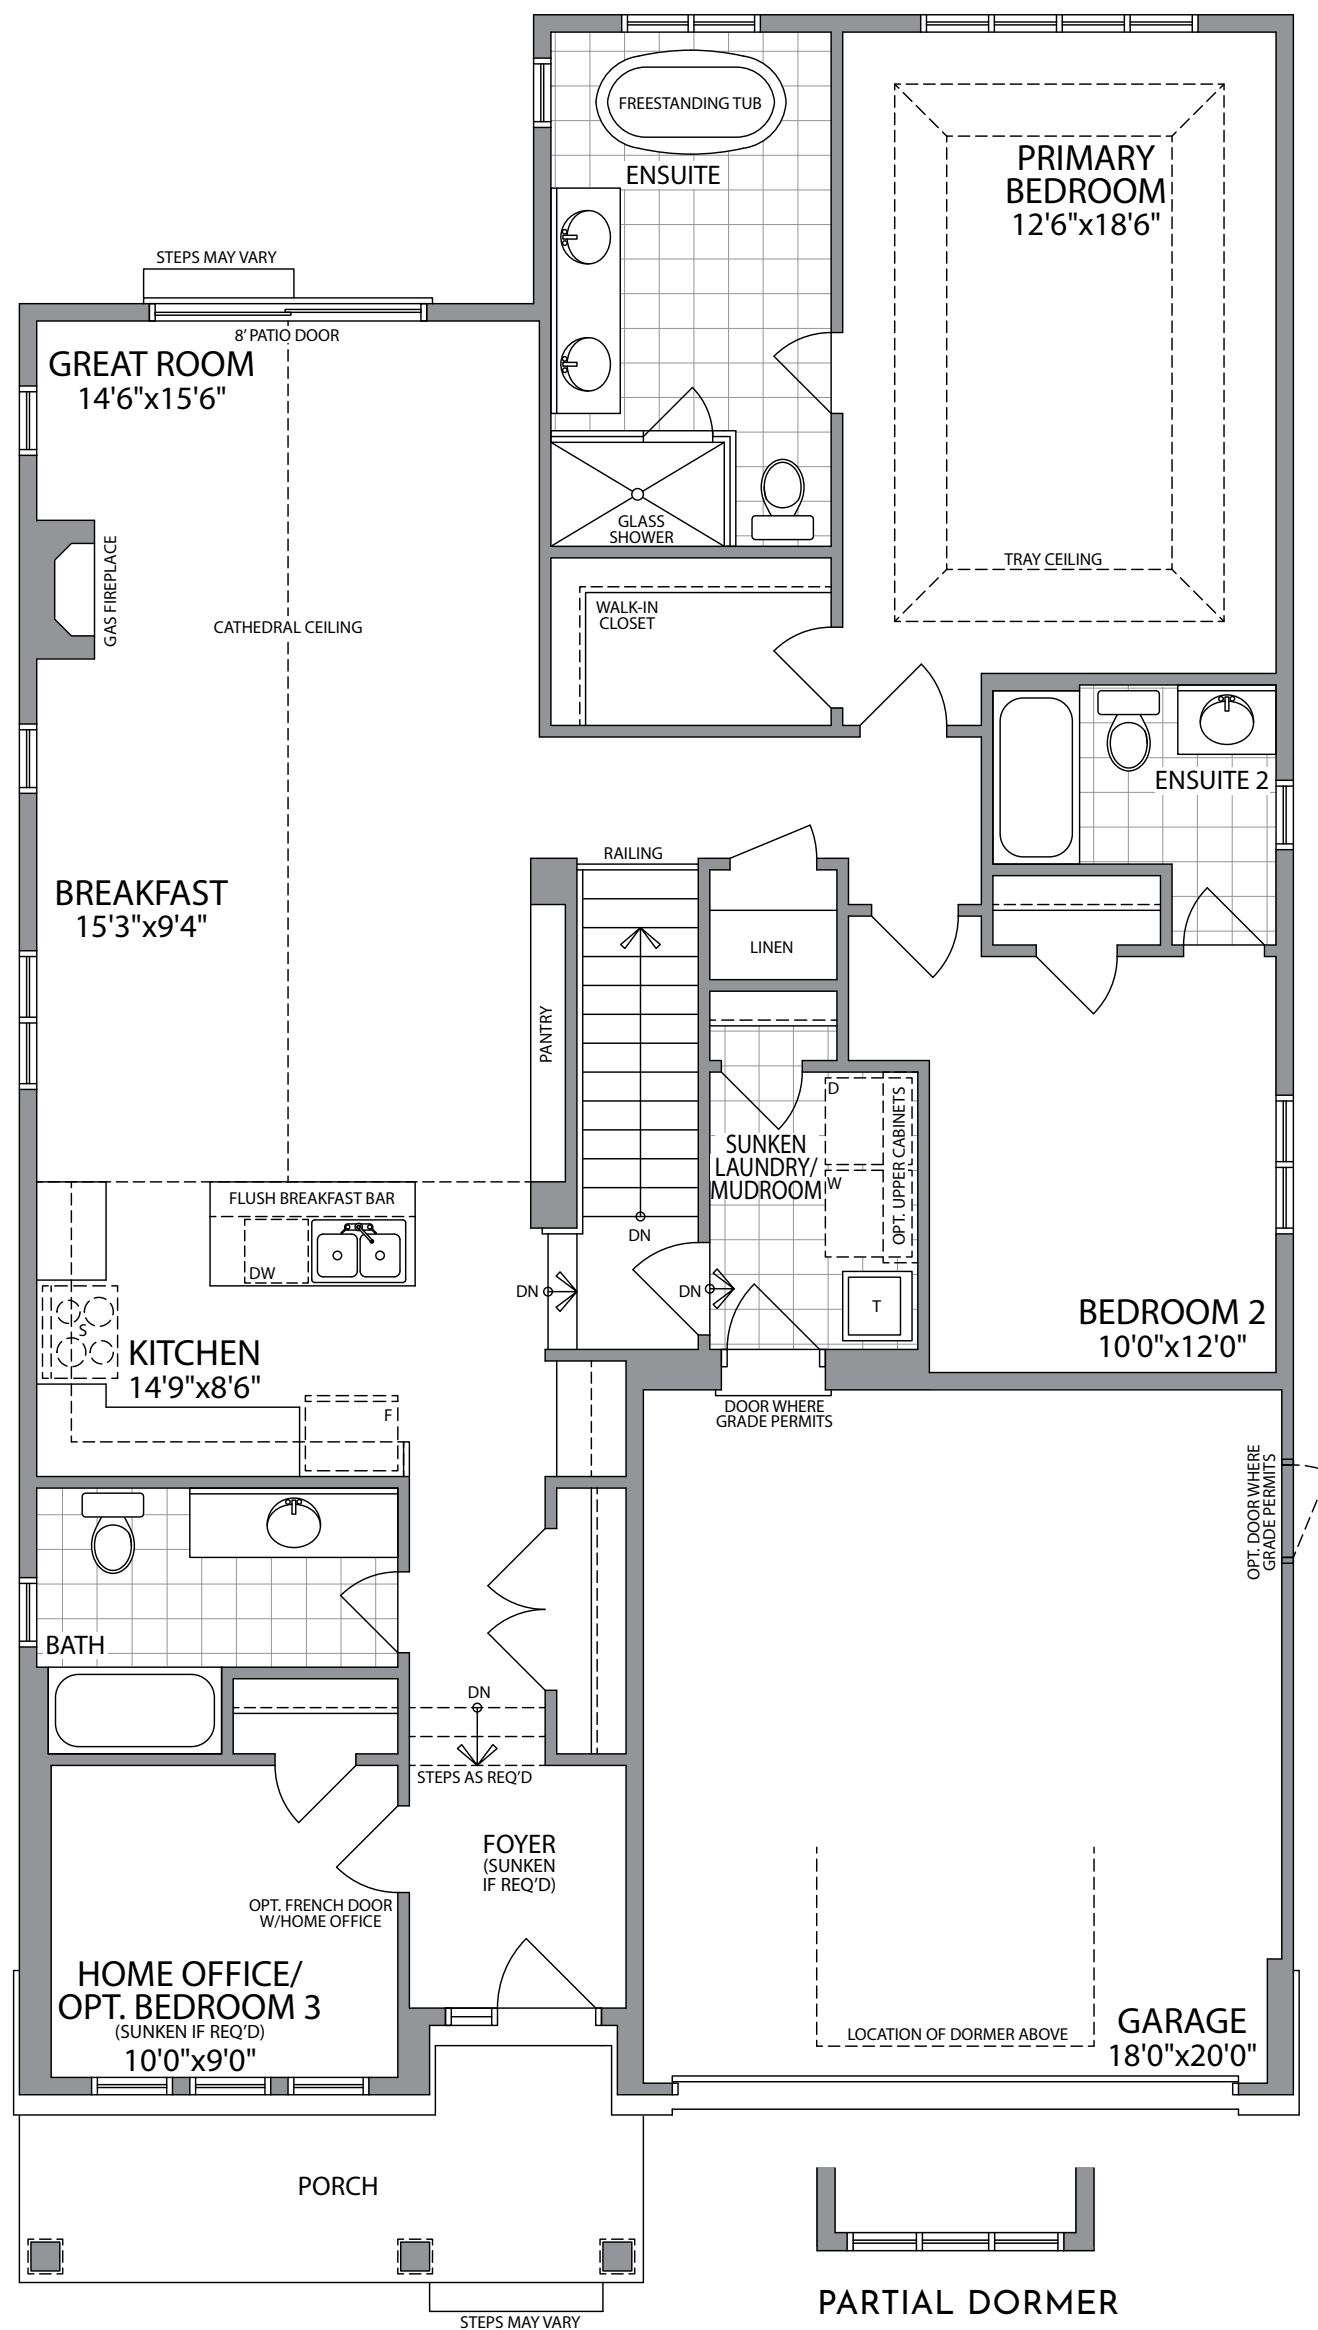 FREESTANDING TUB
ENSUITE
PRIMARY
BEDROOM
12'6"x18'6"
STEPS MAY VARY
8' PATIO DOOR
GREAT ROOM
14'6"x15'6"
GLASS
SHOWER
GAS FIREPLACE
CATHEDRAL CEILING
WALK-IN
CLOSET
TRAY CEILING
ENSUITE 2
RAILING
BREAKFAST
15'3"x9'4"
LINEN
PANTRY
D
OPT. UPPER CABINETS
SUNKEN
LAUNDRY/
MUDROOM
W
FLUSH BREAKFAST BAR
DW
DN
DN
DN
T
S
KITCHEN
14'9"x8'6"
F
BEDROOM 2
10'0"x12'0"
DOOR WHERE
GRADE PERMITS
OPT. DOOR WHERE
GRADE PERMITS
BATH
DN
STEPS AS REQ'D
FOYER
(SUNKEN
IF REQ'D)
OPT. FRENCH DOOR
W/HOME OFFICE
HOME OFFICE/
OPT. BEDROOM 3
(SUNKEN IF REQ'D)
10'0"x9'0"
LOCATION OF DORMER ABOVE
GARAGE
18'0"x20'0"
PORCH
STEPS MAY VARY
PARTIAL DORMER